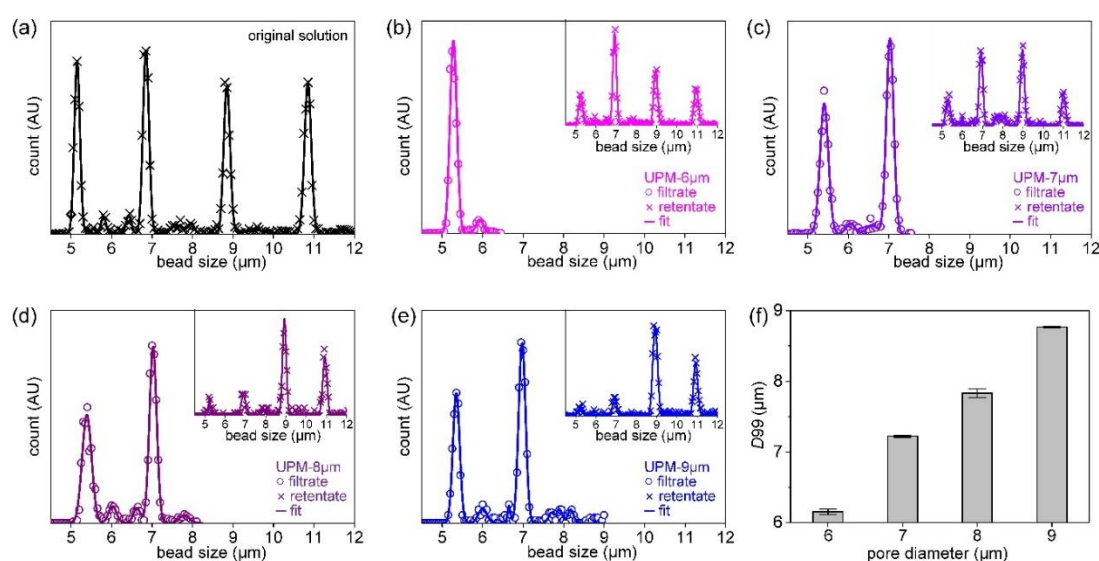 (a)
original solution
count (AU)
5 6 7 8 9 10 11 12
bead size (µm)
(b)
count (AU)
5 6 7 8 9 10 11 12
bead size (µm)
UPM-6µm
filtrate
retentate
fit
5 6 7 8 9 10 11 12
bead size (µm)
(c)
count (AU)
5 6 7 8 9 10 11 12
bead size (µm)
UPM-7µm
filtrate
retentate
fit
5 6 7 8 9 10 11 12
bead size (µm)
(d)
count (AU)
5 6 7 8 9 10 11 12
bead size (µm)
UPM-8µm
filtrate
retentate
fit
5 6 7 8 9 10 11 12
bead size (µm)
(e)
count (AU)
5 6 7 8 9 10 11 12
bead size (µm)
UPM-9µm
filtrate
retentate
fit
5 6 7 8 9 10 11 12
bead size (µm)
(f)
D99 (µm)
9
8
7
6
6 7 8 9
pore diameter (µm)